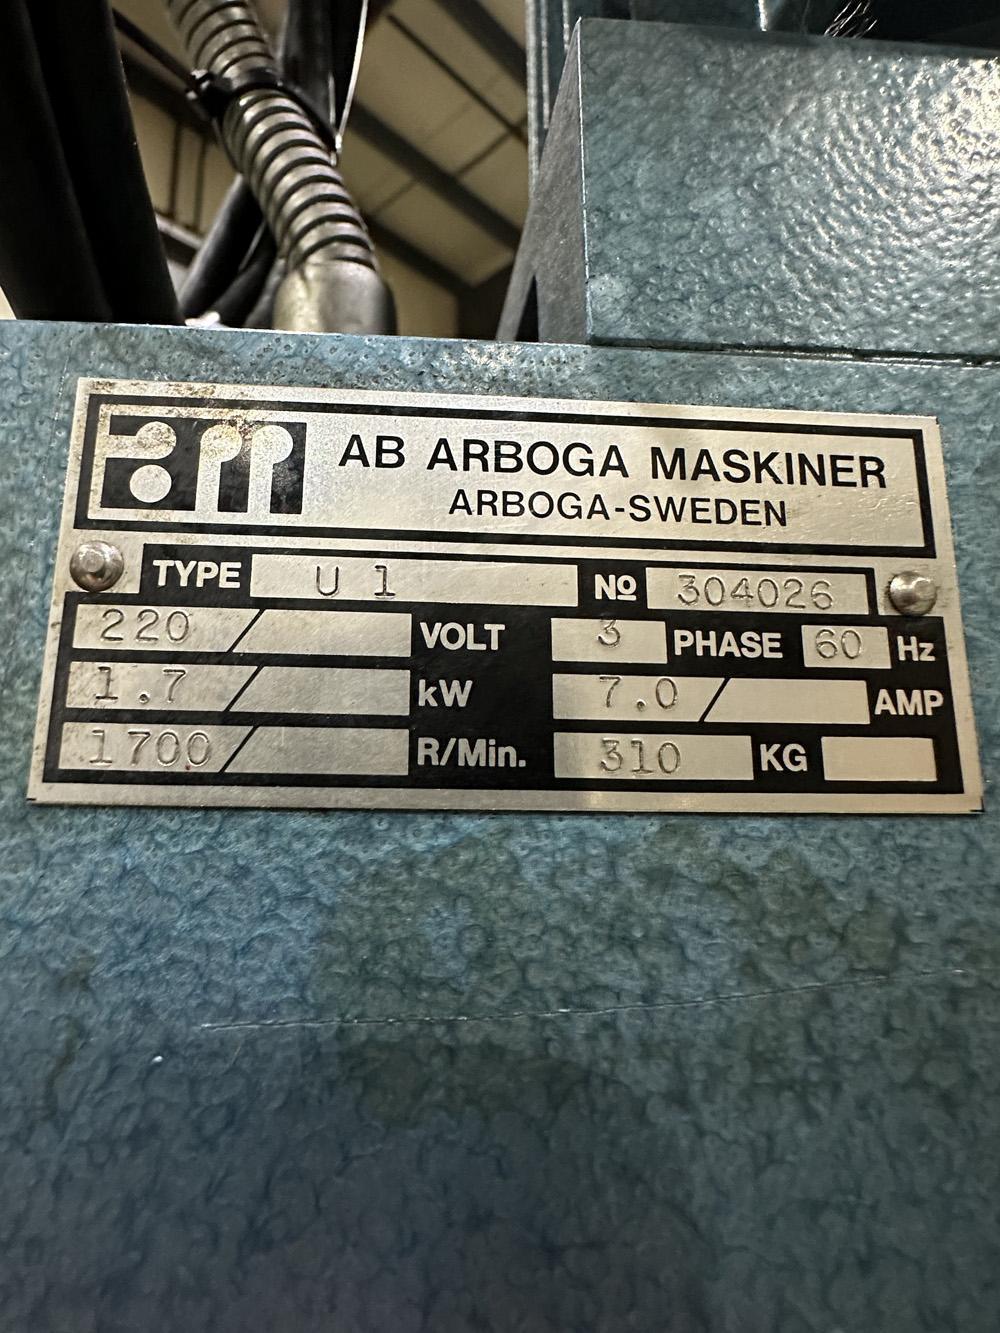 am AB ARBOGA MASKINER
ARBOGA-SWEDEN
TYPE U 1 Nº 304026
220 / VOLT 3 PHASE 60 Hz
1.7 / kW 7.0 / AMP
1700 / R/Min. 310 KG